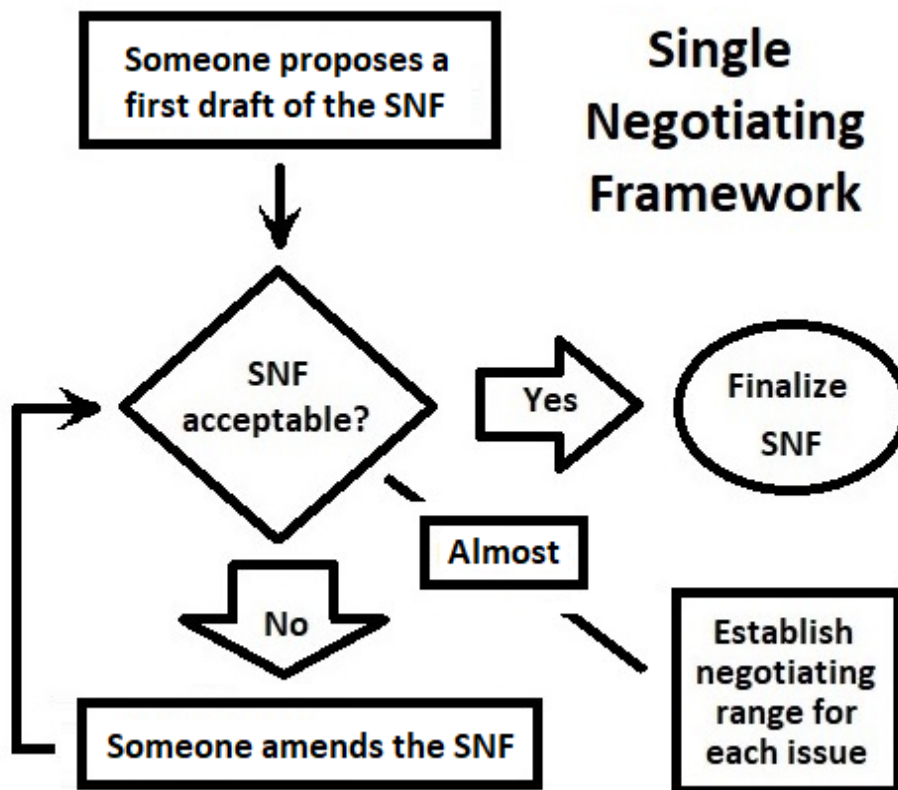 Someone proposes a
first draft of the SNF
Single
Negotiating
Framework
SNF
acceptable?
Yes
Finalize
SNF
Almost
No
Establish
negotiating
range for
each issue
Someone amends the SNF